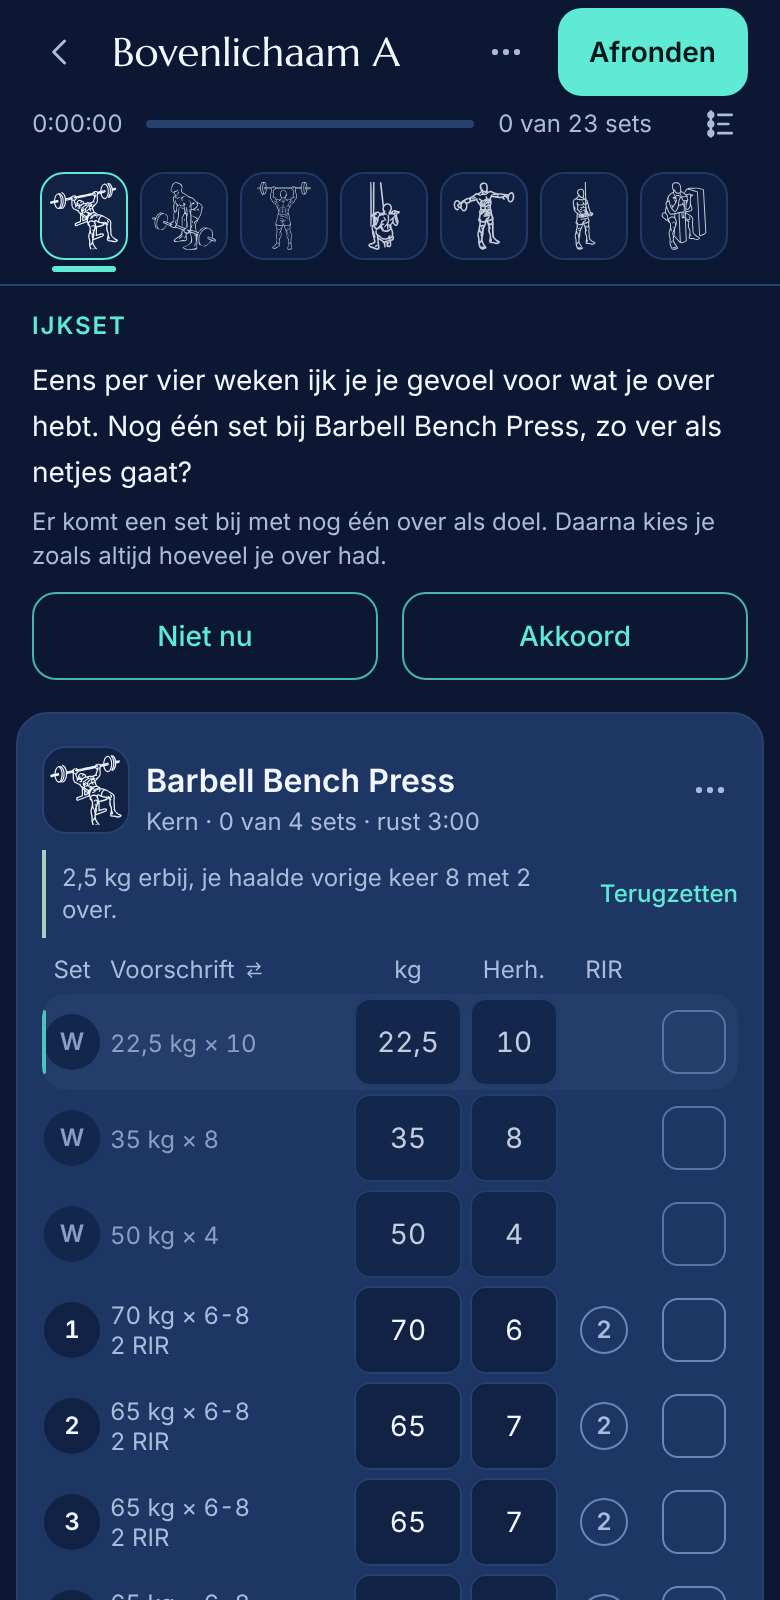 Bovenlichaam A
Afronden
0:00:00
0 van 23 sets
IJKSET
Eens per vier weken ijk je je gevoel voor wat je over
hebt. Nog één set bij Barbell Bench Press, zo ver als
netjes gaat?
Er komt een set bij met nog één over als doel. Daarna kies je
zoals altijd hoeveel je over had.
Niet nu
Akkoord
Barbell Bench Press
Kern · 0 van 4 sets · rust 3:00
2,5 kg erbij, je haalde vorige keer 8 met 2
over.
Terugzetten
Set Voorschrift ⇄ kg Herh. RIR
W 22,5 kg × 10 22,5 10
W 35 kg × 8 35 8
W 50 kg × 4 50 4
1 70 kg × 6-8 70 6 2
2 RIR
2 65 kg × 6-8 65 7 2
2 RIR
3 65 kg × 6-8 65 7 2
2 RIR